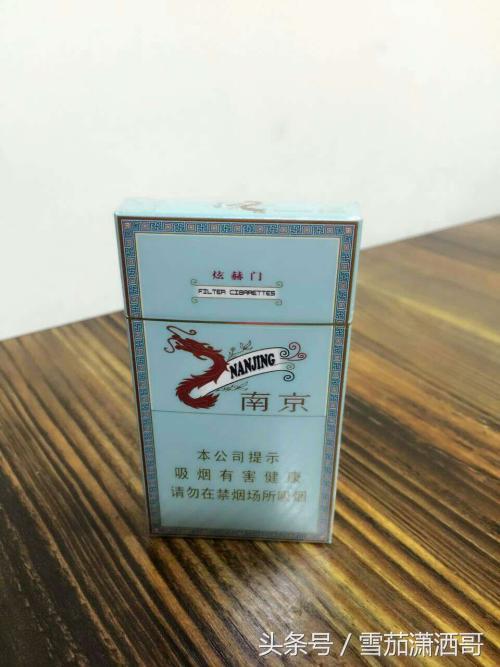 炫赫门
FILTER CIGARETTES
NANJING
南京
本公司提示
吸烟有害健康
请勿在禁烟场所吸烟
头条号／雪茄潇洒哥